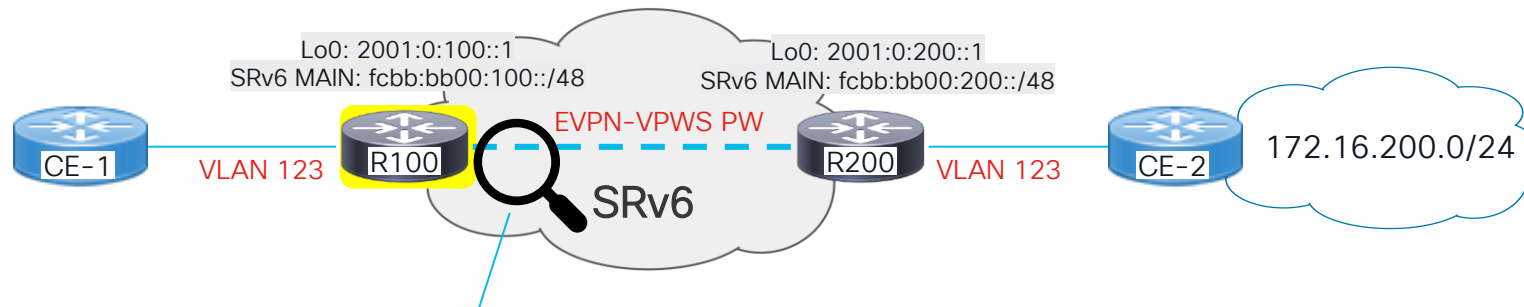 Lo0: 2001:0:100::1
SRv6 MAIN: fcbb:bb00:100::/48
Lo0: 2001:0:200::1
SRv6 MAIN: fcbb:bb00:200::/48
CE-1
VLAN 123
R100
EVPN-VPWS PW
SRv6
R200
VLAN 123
CE-2
172.16.200.0/24